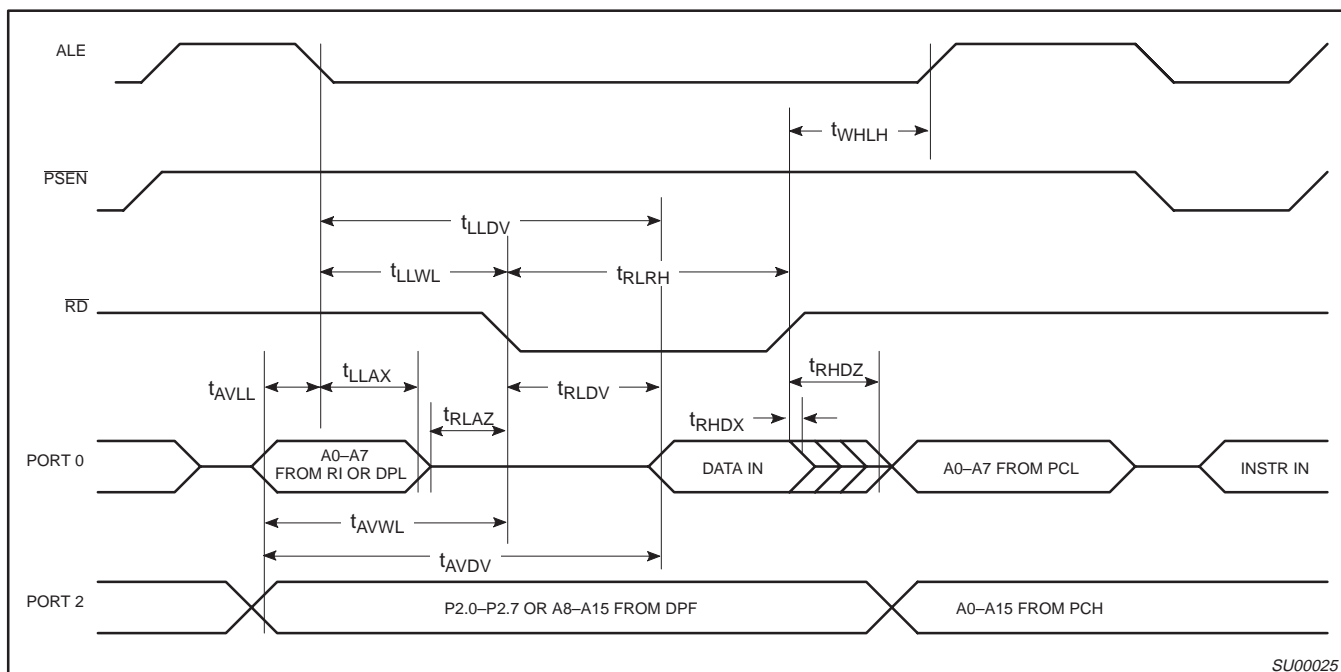 ALE
tWHLH
PSEN
tLLDV
tLLWL
tRLRH
RD
tAVLL
tLLAX
tRLDV
tRHDZ
tRLAZ
tRHDX
PORT 0
A0–A7
FROM RI OR DPL
DATA IN
A0–A7 FROM PCL
INSTR IN
tAVWL
tAVDV
PORT 2
P2.0–P2.7 OR A8–A15 FROM DPF
A0–A15 FROM PCH
SU00025